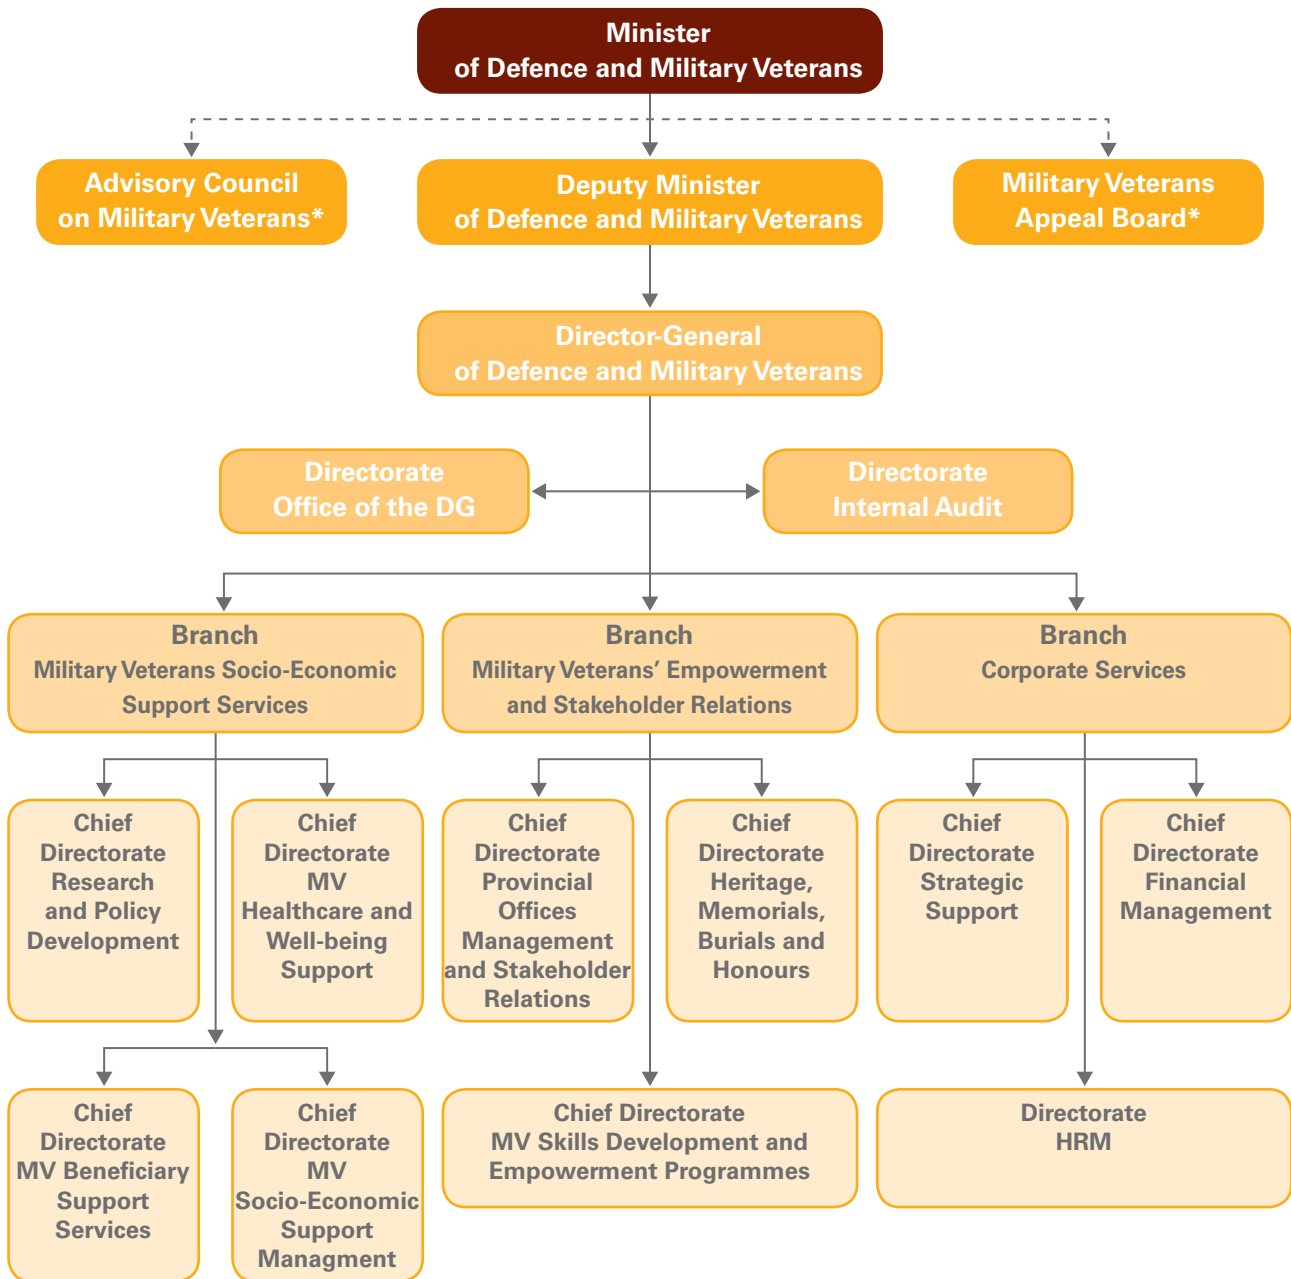 Minister
of Defence and Military Veterans
Advisory Council
on Military Veterans*
Deputy Minister
of Defence and Military Veterans
Military Veterans
Appeal Board*
Director-General
of Defence and Military Veterans
Directorate
Office of the DG
Directorate
Internal Audit
Branch
Military Veterans Socio-Economic
Support Services
Branch
Military Veterans’ Empowerment
and Stakeholder Relations
Branch
Corporate Services
Chief
Directorate
Research
and Policy
Development
Chief
Directorate
MV
Healthcare and
Well-being
Support
Chief
Directorate
Provincial
Offices
Management
and Stakeholder
Relations
Chief
Directorate
Heritage,
Memorials,
Burials and
Honours
Chief
Directorate
Strategic
Support
Chief
Directorate
Financial
Management
Chief
Directorate
MV Beneficiary
Support
Services
Chief
Directorate
MV
Socio-Economic
Support
Managment
Chief Directorate
MV Skills Development and
Empowerment Programmes
Directorate
HRM